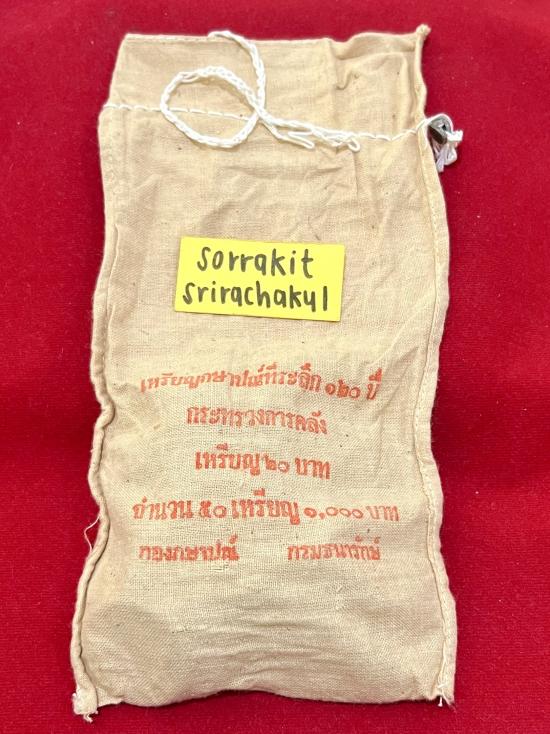 sorrakit
srirachakul
เหรียญกษาปณ์ที่ระลึก ๑๒๐ ปี
กระทรวงการคลัง
เหรียญ ๒๐ บาท
จำนวน ๕๐ เหรียญ ๑,๐๐๐ บาท
กองกษาปณ์ กรมธนารักษ์